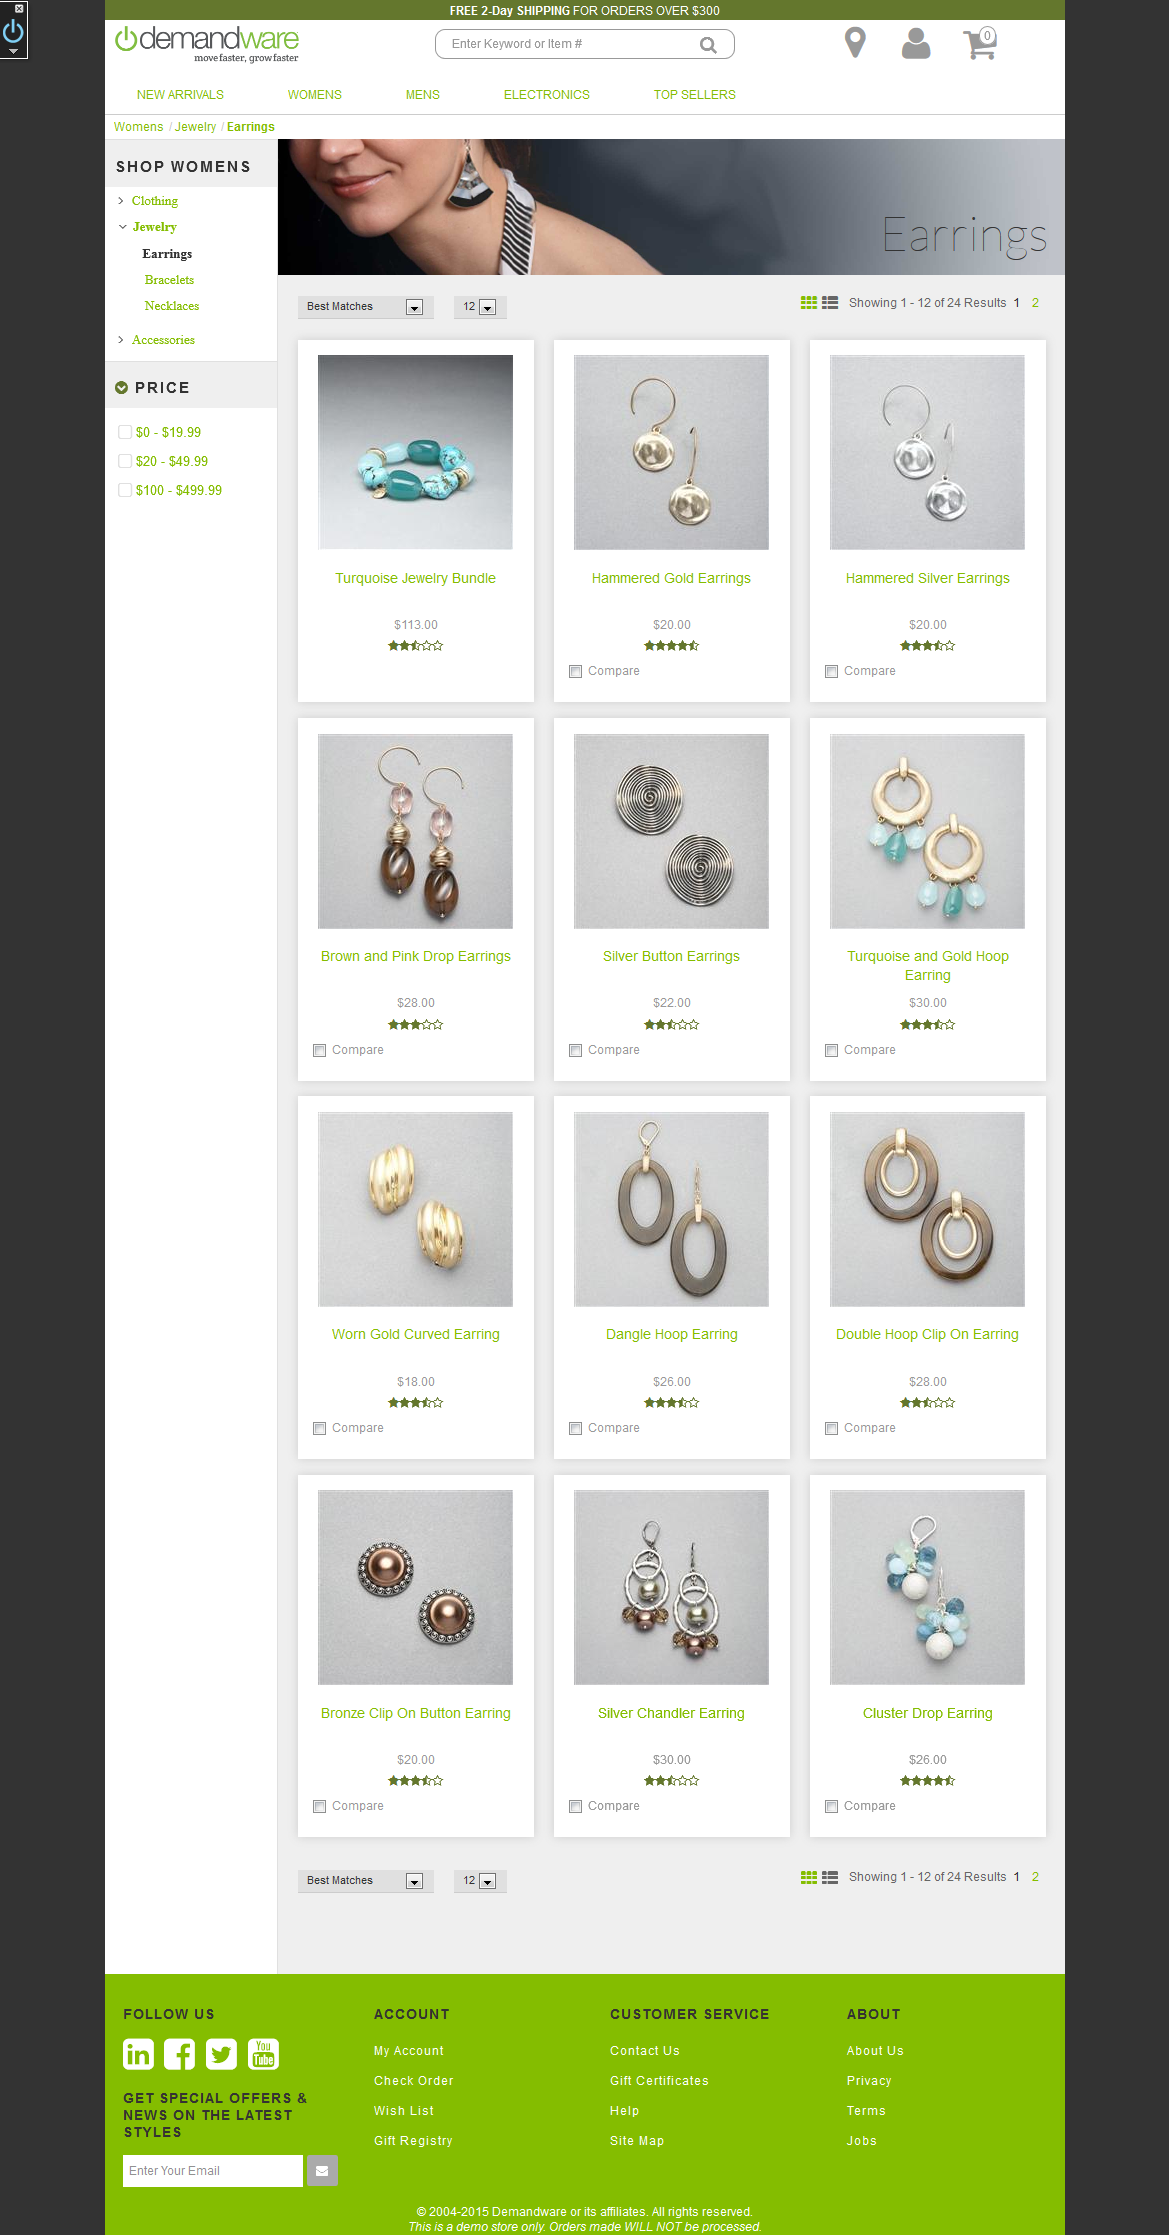 FREE 2-Day SHIPPING FOR ORDERS OVER $300
demandware
move faster, grow faster
Enter Keyword or Item #
0
NEW ARRIVALS WOMENS MENS ELECTRONICS TOP SELLERS
Womens / Jewelry / Earrings
SHOP WOMENS
Clothing
Jewelry
Earrings
Bracelets
Necklaces
Accessories
PRICE
$0 - $19.99
$20 - $49.99
$100 - $499.99
Earrings
Best Matches 12 Showing 1 - 12 of 24 Results 1 2
Turquoise Jewelry Bundle
$113.00
Hammered Gold Earrings
$20.00
Compare
Hammered Silver Earrings
$20.00
Compare
Brown and Pink Drop Earrings
$28.00
Compare
Silver Button Earrings
$22.00
Compare
Turquoise and Gold Hoop
Earring
$30.00
Compare
Worn Gold Curved Earring
$18.00
Compare
Dangle Hoop Earring
$26.00
Compare
Double Hoop Clip On Earring
$28.00
Compare
Bronze Clip On Button Earring
$20.00
Compare
Silver Chandler Earring
$30.00
Compare
Cluster Drop Earring
$26.00
Compare
Best Matches 12 Showing 1 - 12 of 24 Results 1 2
FOLLOW US
in
You
Tube
GET SPECIAL OFFERS &
NEWS ON THE LATEST
STYLES
Enter Your Email
ACCOUNT
My Account
Check Order
Wish List
Gift Registry
CUSTOMER SERVICE
Contact Us
Gift Certificates
Help
Site Map
ABOUT
About Us
Privacy
Terms
Jobs
© 2004-2015 Demandware or its affiliates. All rights reserved.
This is a demo store only. Orders made WILL NOT be processed.